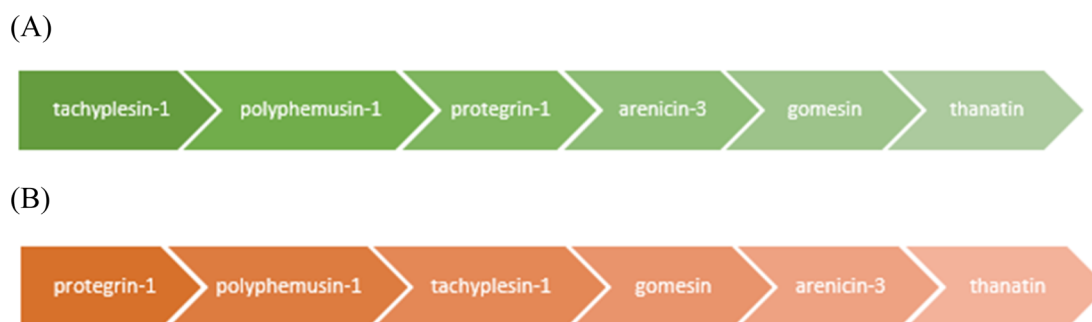 (A)
tachyplesin-1 polyphemusin-1 protegrin-1 arenicin-3 gomesin thanatin
(B)
protegrin-1 polyphemusin-1 tachyplesin-1 gomesin arenicin-3 thanatin